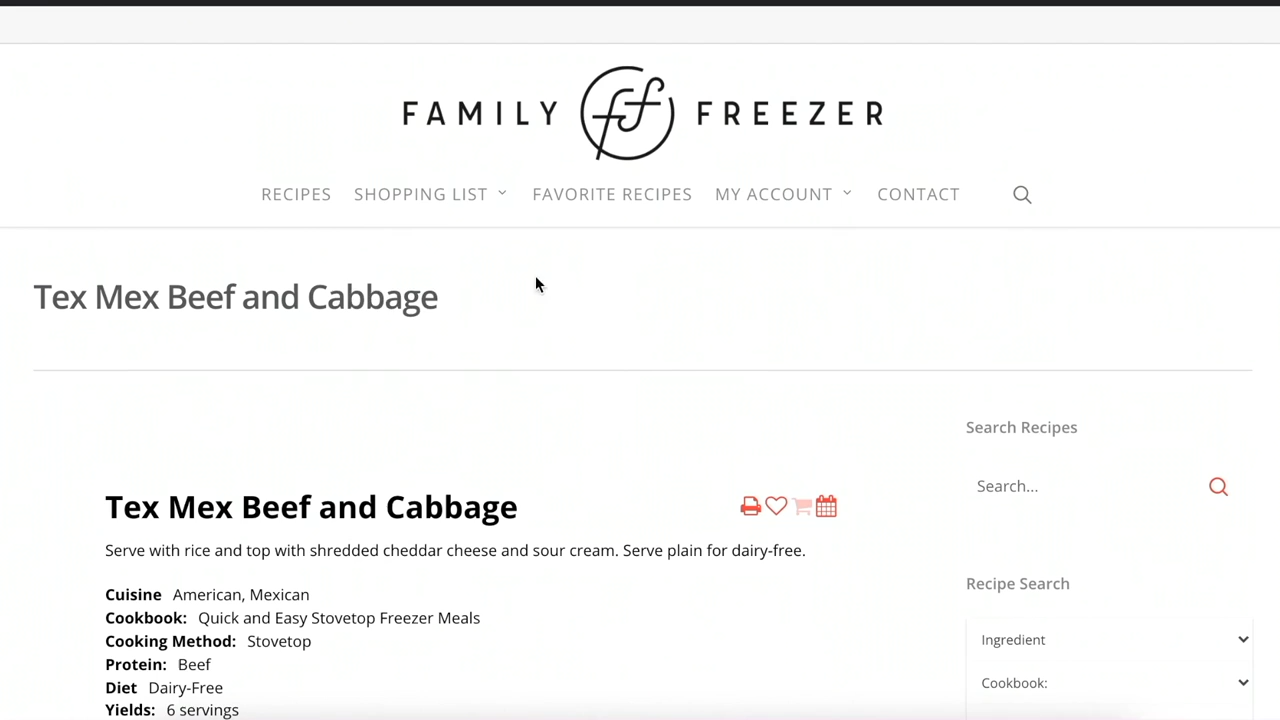 FAMILY ff FREEZER
RECIPES SHOPPING LIST FAVORITE RECIPES MY ACCOUNT CONTACT
Tex Mex Beef and Cabbage
Search Recipes
Search...
Tex Mex Beef and Cabbage
Serve with rice and top with shredded cheddar cheese and sour cream. Serve plain for dairy-free.
Recipe Search
Cuisine American, Mexican
Cookbook: Quick and Easy Stovetop Freezer Meals
Cooking Method: Stovetop
Protein: Beef
Diet Dairy-Free
Yields: 6 servings
Ingredient
Cookbook: